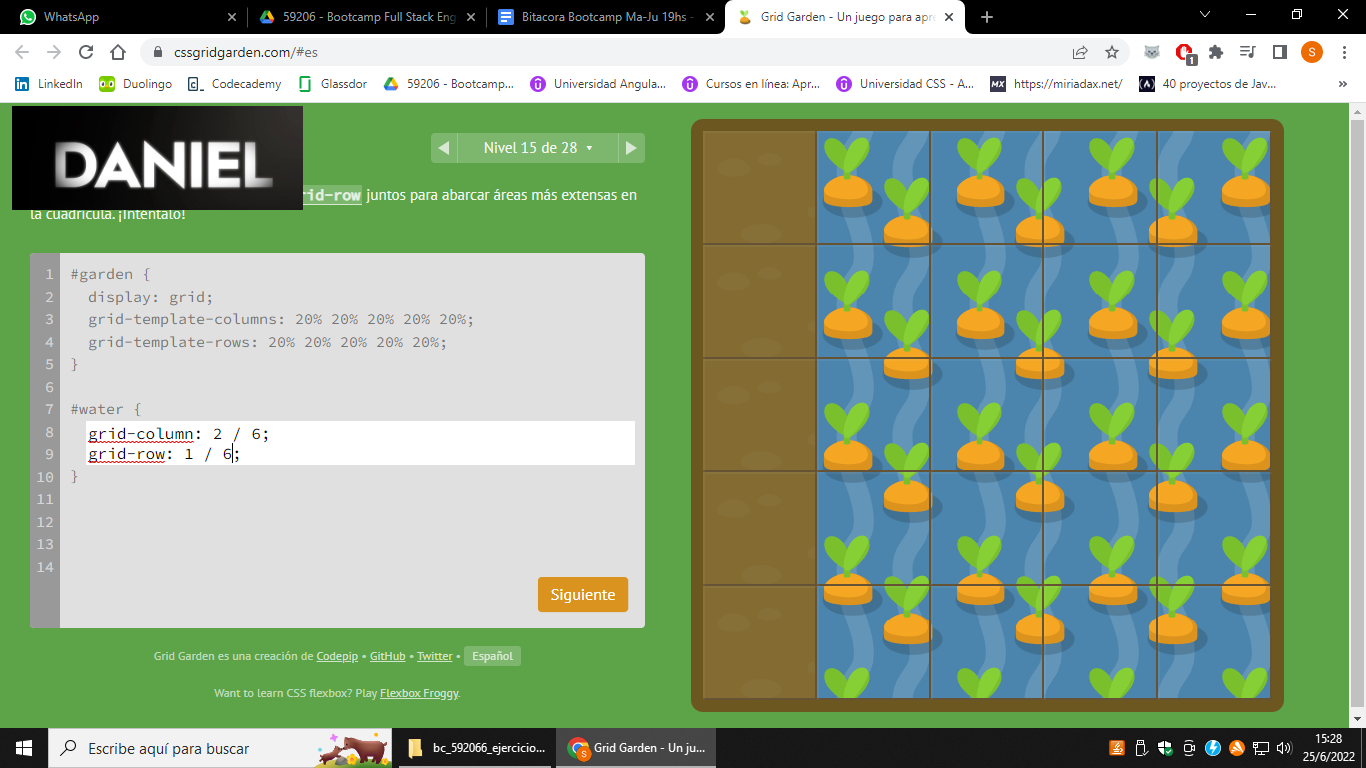 WhatsApp
59206 - Bootcamp Full Stack Eng
Bitacora Bootcamp Ma-Ju 19hs -
Grid Garden - Un juego para apre
cssgridgarden.com/#es
1
S
LinkedIn
Duolingo
Codecademy
Glassdor
59206 - Bootcamp...
Universidad Angula...
Cursos en línea: Apr...
Universidad CSS - A...
https://miriadax.net/
40 proyectos de Jav...
DANIEL
Nivel 15 de 28
grid-row juntos para abarcar áreas más extensas en
la cuadrícula. ¡Inténtalo!
1 #garden {
2 display: grid;
3 grid-template-columns: 20% 20% 20% 20% 20%;
4 grid-template-rows: 20% 20% 20% 20% 20%;
5 }
6
7 #water {
8 grid-column: 2 / 6;
9 grid-row: 1 / 6;
10 }
11
12
13
14
Siguiente
Grid Garden es una creación de Codepip • GitHub • Twitter • Español
Want to learn CSS flexbox? Play Flexbox Froggy.
Escribe aquí para buscar
bc_592066_ejercicio...
Grid Garden - Un ju...
15:28
25/6/2022